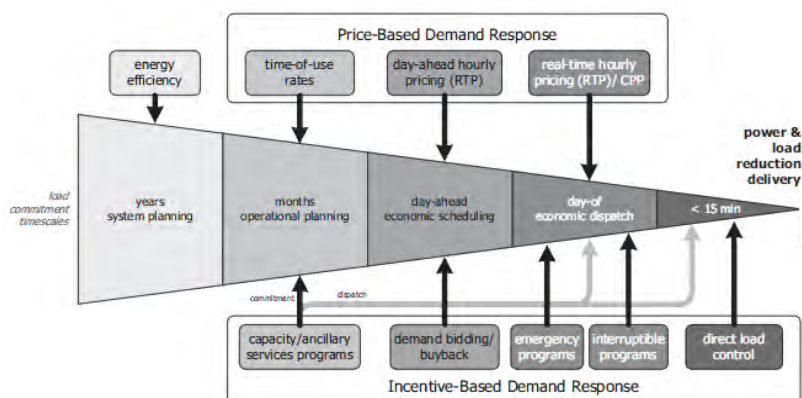 Price-Based Demand Response
energy
efficiency
time-of-use
rates
day-ahead hourly
pricing (RTP)
real-time hourly
pricing (RTP)/ CPP
power &
load
reduction
delivery
load
commitment
timescales
years
system planning
months
operational planning
day-ahead
economic scheduling
day-of
economic dispatch
< 15 min
commitment
dispatch
capacity/ancillary
services programs
demand bidding/
buyback
emergency
programs
interruptible
programs
direct load
control
Incentive-Based Demand Response